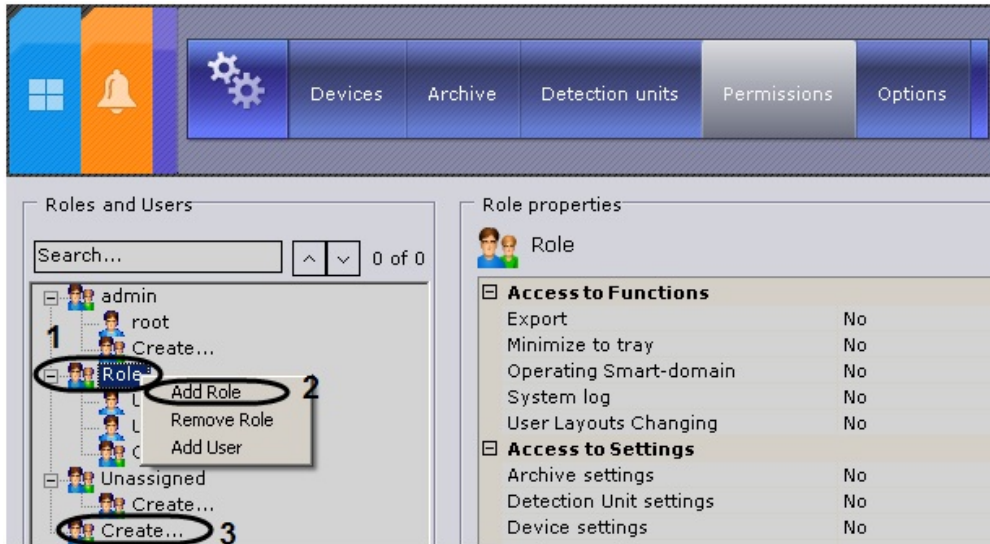 Devices
Archive
Detection units
Permissions
Options
Roles and Users
Search...
0 of 0
admin
root
Create...
1
Role
Add Role
2
Remove Role
Add User
Unassigned
Create...
Create...
3
Role properties
Role
Access to Functions
Export No
Minimize to tray No
Operating Smart-domain No
System log No
User Layouts Changing No
Access to Settings
Archive settings No
Detection Unit settings No
Device settings No